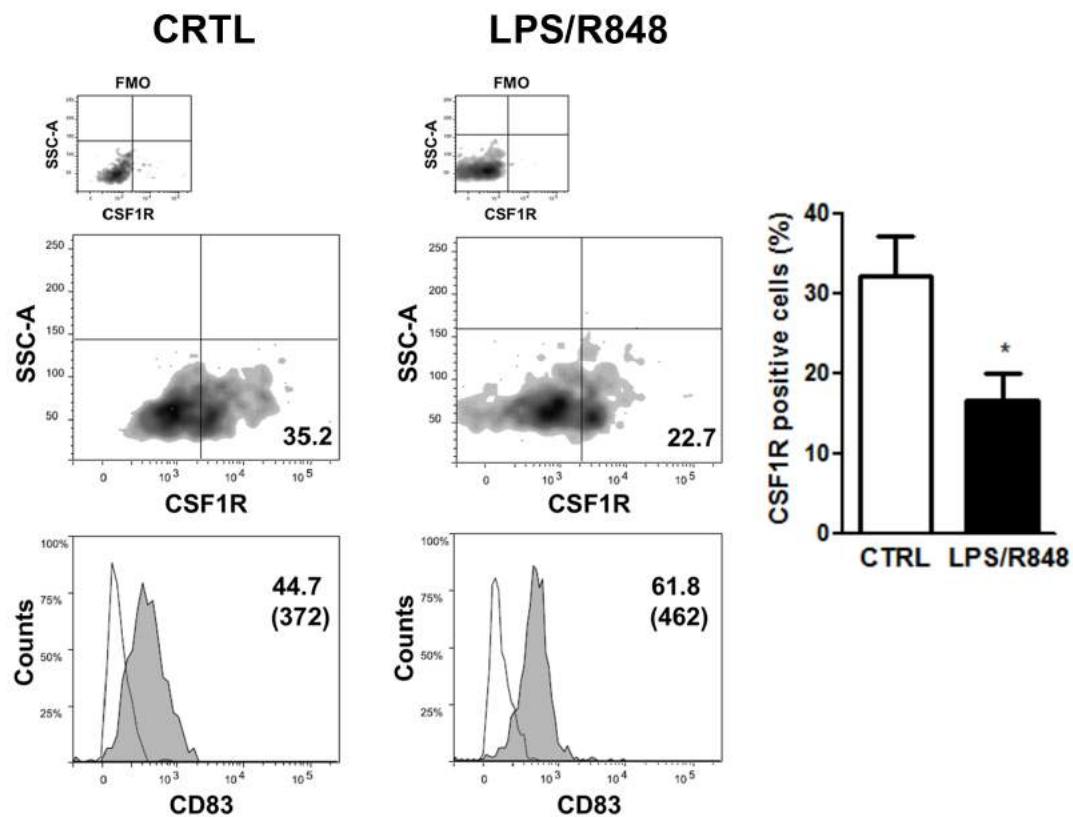 CRTL
LPS/R848
FMO
SSC-A
CSF1R
FMO
SSC-A
CSF1R
250
200
150
100
50
SSC-A
35.2
0 10³ 10⁴ 10⁵
CSF1R
250
200
150
100
50
SSC-A
22.7
0 10³ 10⁴ 10⁵
CSF1R
100%
75%
50%
25%
Counts
44.7
(372)
0 10³ 10⁴ 10⁵
CD83
100%
75%
50%
25%
Counts
61.8
(462)
0 10³ 10⁴ 10⁵
CD83
CSF1R positive cells (%)
40
30
20
10
0
*
CTRL LPS/R848